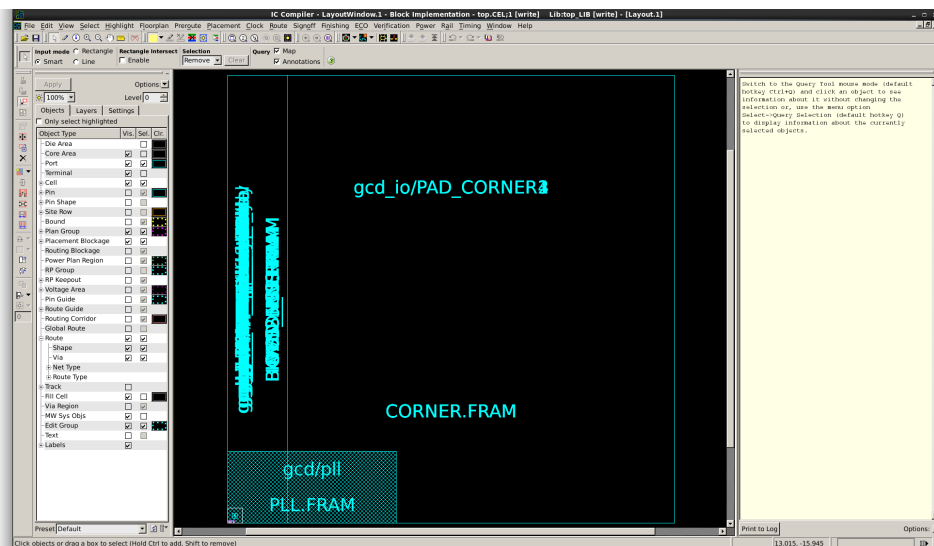 IC Compiler - LayoutWindow.1 - Block Implementation - top.CEL;1 [write] Lib:top_LIB [write] - [Layout.1]
File Edit View Select Highlight Floorplan Preroute Placement Clock Route Signoff Finishing ECO Verification Power Rail Timing Window Help
Input mode Rectangle Rectangle Intersect Selection Query Map
Smart Line Enable Remove Clear Annotations
Apply Options:
100% Level 0
Objects Layers Settings
Only select highlighted
Object Type Vis. Sel. Clr.
Die Area
Core Area
Port
Terminal
Cell
Pin
Pin Shape
Site Row
Bound
Plan Group
Placement Blockage
Routing Blockage
Power Plan Region
RP Group
RP Keepout
Voltage Area
Pin Guide
Route Guide
Routing Corridor
Global Route
Route
Shape
Via
Net Type
Route Type
Track
Fill Cell
Via Region
MW Sys Objs
Edit Group
Text
Labels
0
Preset Default
gcd_io/PAD_CORNER
CORNER.FRAM
gcd/pll
PLL.FRAM
Switch to the Query Tool mouse mode (default
hotkey Ctrl+Q) and click an object to see
information about it without changing the
selection or, use the menu option
Select->Query Selection (default hotkey Q)
to display information about the currently
selected objects.
Print to Log Options:
Click objects or drag a box to select (Hold Ctrl to add, Shift to remove) 13.015, -15.945